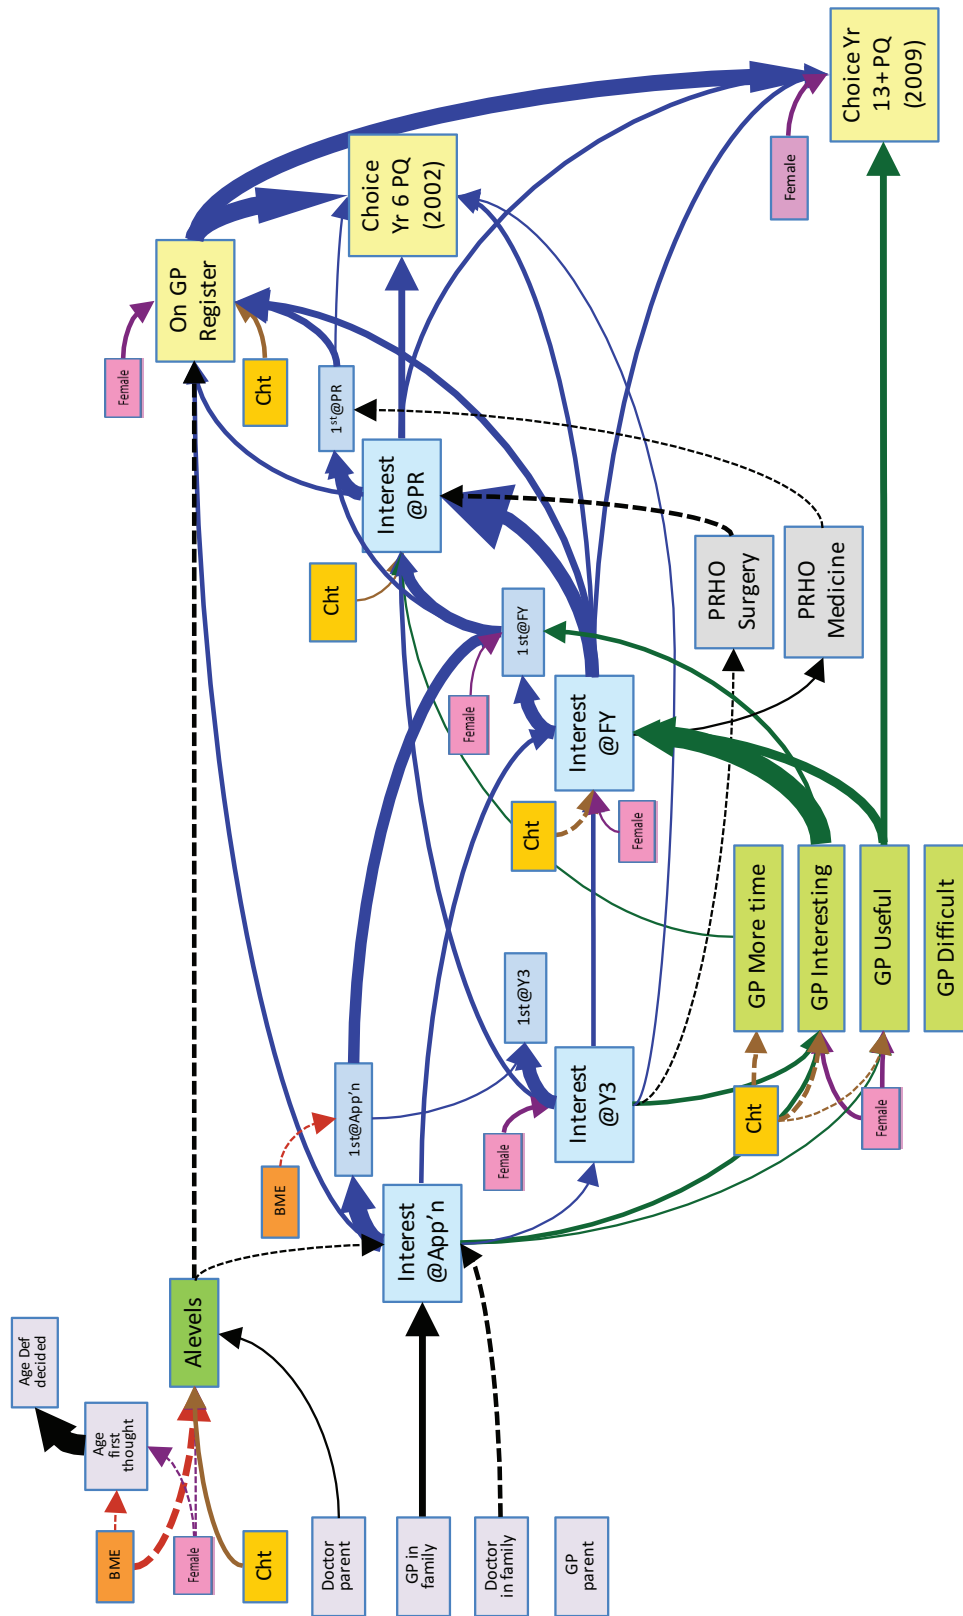 BME
Female
Cht
Doctor
parent
GP in
family
Doctor
in family
GP
parent
Age
first
thought
Age Def
decided
Alevels
BME
1st@App'n
Interest
@App'n
Female
Interest
@Y3
1st@Y3
Cht
Female
GP More time
GP Interesting
GP Useful
GP Difficult
Cht
Female
Interest
@FY
Female
1st@FY
PRHO
Surgery
PRHO
Medicine
Cht
Interest
@PR
1st@PR
Female
Cht
On GP
Register
Choice
Yr 6 PQ
(2002)
Female
Choice Yr
13+ PQ
(2009)